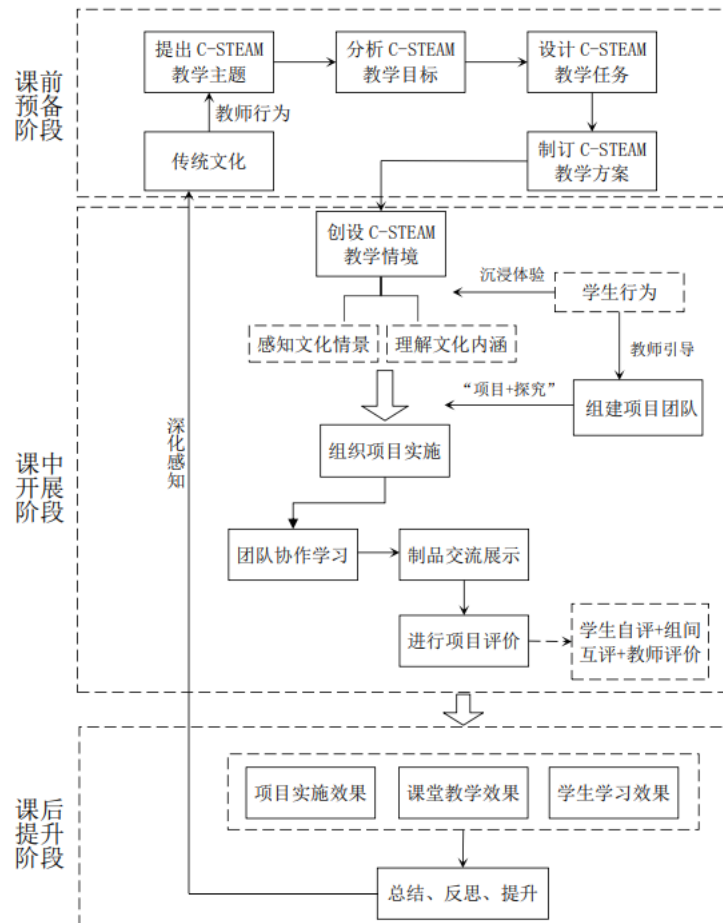 提出 C-STEAM
教学主题
分析 C-STEAM
教学目标
设计 C-STEAM
教学任务
课前
预备
阶段
教师行为
传统文化
制订 C-STEAM
教学方案
创设 C-STEAM
教学情境
沉浸体验
学生行为
感知文化情景
理解文化内涵
教师引导
“项目+探究”
组建项目团队
深化感知
组织项目实施
课中
开展
阶段
团队协作学习
制品交流展示
进行项目评价
学生自评+组间
互评+教师评价
课后
提升
阶段
项目实施效果
课堂教学效果
学生学习效果
总结、反思、提升